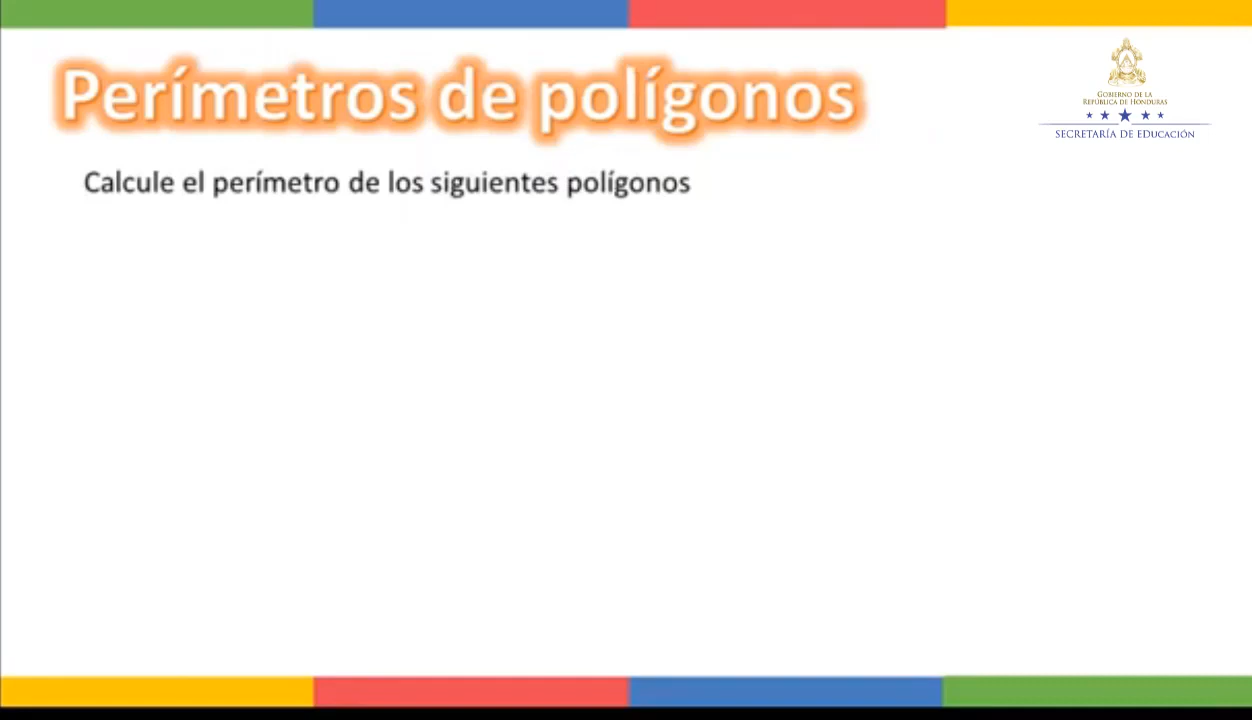 Perímetros de polígonos
GOBIERNO DE LA
REPÚBLICA DE HONDURAS
SECRETARÍA DE EDUCACIÓN
Calcule el perímetro de los siguientes polígonos